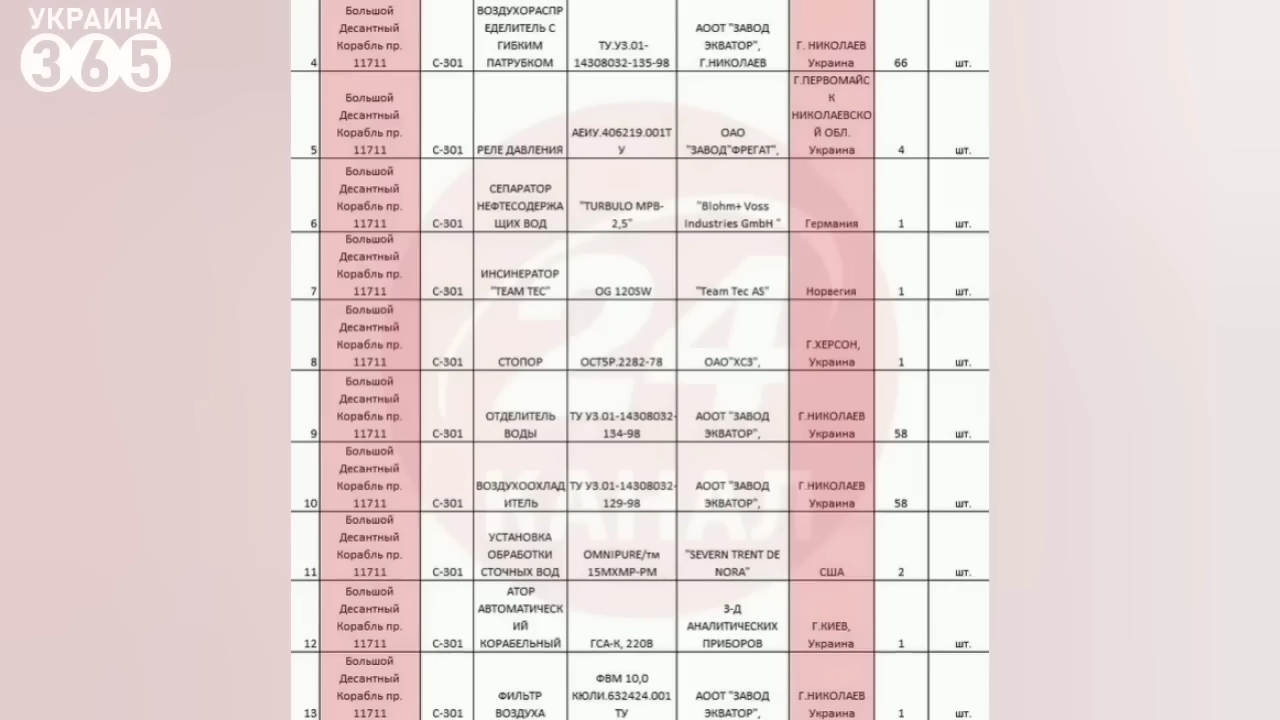 УКРАИНА
365
Большой
Десантный
Корабль пр.
11711
4
С-301
ВОЗДУХОРАСПР
ЕДЕЛИТЕЛЬ С
ГИБКИМ
ПАТРУБКОМ
ТУ.УЗ.01-
14308032-135-98
АООТ "ЗАВОД
ЭКВАТОР",
Г.НИКОЛАЕВ
Г. НИКОЛАЕВ
Украина
66
шт.
Большой
Десантный
Корабль пр.
11711
5
С-301
РЕЛЕ ДАВЛЕНИЯ
АЕИУ.406219.001Т
У
ОАО
"ЗАВОД"ФРЕГАТ",
Г.ПЕРВОМАЙС
К
НИКОЛАЕВСКО
Й ОБЛ.
Украина
4
шт.
Большой
Десантный
Корабль пр.
11711
6
С-301
СЕПАРАТОР
НЕФТЕСОДЕРЖА
ЩИХ ВОД
"TURBULO MPB-
2,5"
"Blohm+ Voss
Industries GmbH "
Германия
1
шт.
Большой
Десантный
Корабль пр.
11711
7
С-301
ИНСИНЕРАТОР
"TEAM TEC"
OG 120SW
"Team Tec AS"
Норвегия
1
шт.
Большой
Десантный
Корабль пр.
11711
8
С-301
СТОПОР
ОСТ5Р.2282-78
ОАО"ХСЗ",
Г.ХЕРСОН,
Украина
1
шт.
Большой
Десантный
Корабль пр.
11711
9
С-301
ОТДЕЛИТЕЛЬ
ВОДЫ
ТУ УЗ.01-14308032-
134-98
АООТ "ЗАВОД
ЭКВАТОР",
Г.НИКОЛАЕВ
Украина
58
шт.
Большой
Десантный
Корабль пр.
11711
10
С-301
ВОЗДУХООХЛАД
ИТЕЛЬ
ТУ УЗ.01-14308032-
129-98
АООТ "ЗАВОД
ЭКВАТОР",
Г.НИКОЛАЕВ
Украина
58
шт.
Большой
Десантный
Корабль пр.
11711
11
С-301
УСТАНОВКА
ОБРАБОТКИ
СТОЧНЫХ ВОД
OMNIPURE/тм
15МХМР-РМ
"SEVERN TRENT DE
NORA"
США
2
шт.
Большой
Десантный
Корабль пр.
11711
12
С-301
АТОР
АВТОМАТИЧЕСК
ИЙ
КОРАБЕЛЬНЫЙ
ГСА-К, 220В
З-Д
АНАЛИТИЧЕСКИХ
ПРИБОРОВ
Г.КИЕВ,
Украина
1
шт.
Большой
Десантный
Корабль пр.
11711
13
С-301
ФИЛЬТР
ВОЗДУХА
ФВМ 10,0
КЮЛИ.632424.001
ТУ
АООТ "ЗАВОД
ЭКВАТОР",
Г.НИКОЛАЕВ
Украина
1
шт.
24
КАНАЛ